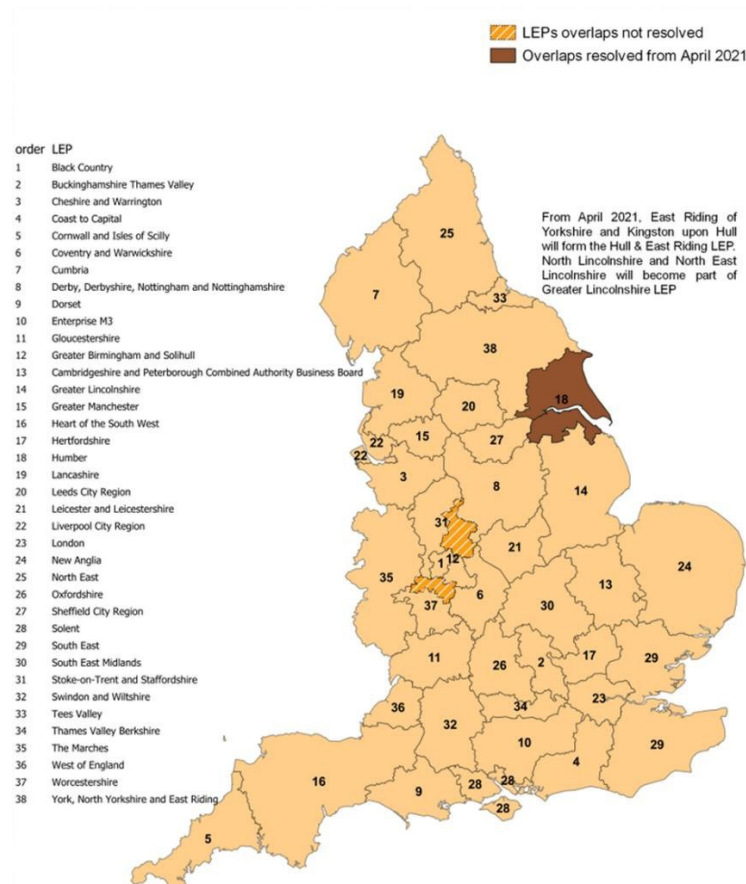 LEPs overlaps not resolved
Overlaps resolved from April 2021
order LEP
1 Black Country
2 Buckinghamshire Thames Valley
3 Cheshire and Warrington
4 Coast to Capital
5 Cornwall and Isles of Scilly
6 Coventry and Warwickshire
7 Cumbria
8 Derby, Derbyshire, Nottingham and Nottinghamshire
9 Dorset
10 Enterprise M3
11 Gloucestershire
12 Greater Birmingham and Solihull
13 Cambridgeshire and Peterborough Combined Authority Business Board
14 Greater Lincolnshire
15 Greater Manchester
16 Heart of the South West
17 Hertfordshire
18 Humber
19 Lancashire
20 Leeds City Region
21 Leicester and Leicestershire
22 Liverpool City Region
23 London
24 New Anglia
25 North East
26 Oxfordshire
27 Sheffield City Region
28 Solent
29 South East
30 South East Midlands
31 Stoke-on-Trent and Staffordshire
32 Swindon and Wiltshire
33 Tees Valley
34 Thames Valley Berkshire
35 The Marches
36 West of England
37 Worcestershire
38 York, North Yorkshire and East Riding
From April 2021, East Riding of
Yorkshire and Kingston upon Hull
will form the Hull & East Riding LEP.
North Lincolnshire and North East
Lincolnshire will become part of
Greater Lincolnshire LEP
25
7
33
38
18
19
20
22
15
27
22
3
8
14
31
21
1
12
24
35
13
37
6
30
11
26
2
17
29
23
36
34
32
10
29
4
16
9
28
28
28
5